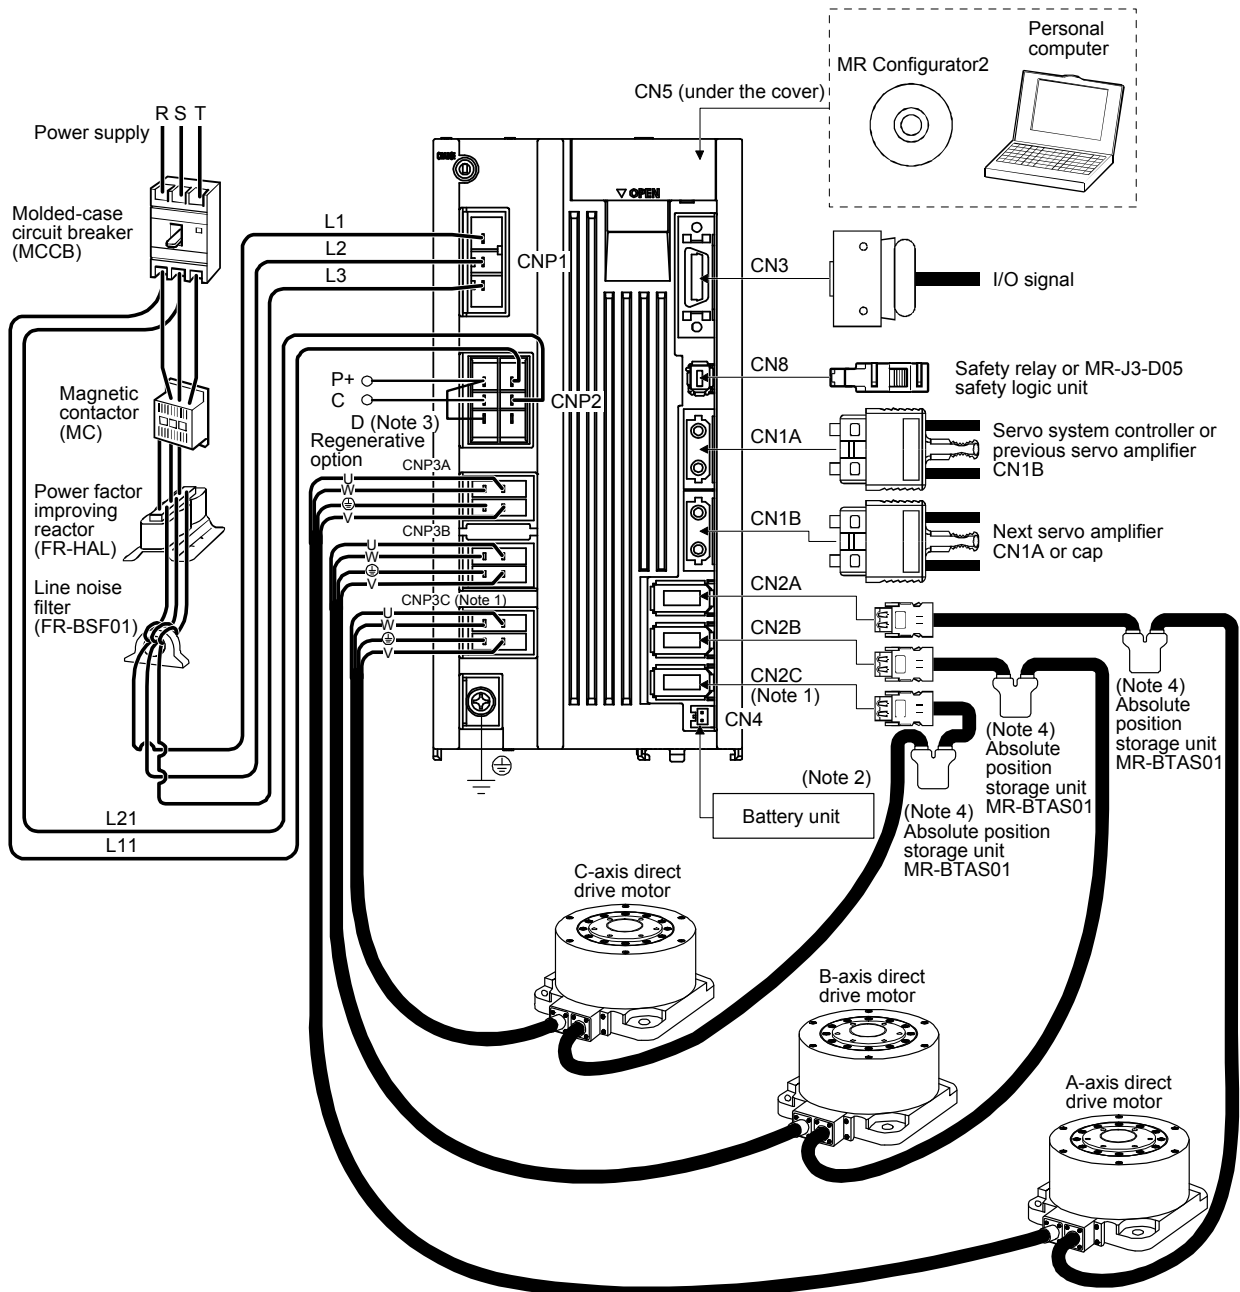 Personal
computer
MR Configurator2
CN5 (under the cover)
R S T
Power supply
CHARGE
▽ OPEN
Molded-case
circuit breaker
(MCCB)
L1
L2
L3
CNP1
CN3
I/O signal
CN8
Safety relay or MR-J3-D05
safety logic unit
P+
C
D (Note 3)
Regenerative
option
CNP2
Magnetic
contactor
(MC)
CN1A
Servo system controller or
previous servo amplifier
CN1B
CNP3A
U
W
V
Power factor
improving
reactor
(FR-HAL)
CN1B
Next servo amplifier
CN1A or cap
CNP3B
U
W
V
Line noise
filter
(FR-BSF01)
CN2A
CNP3C (Note 1)
U
W
V
CN2B
CN2C
(Note 1)
CN4
(Note 4)
Absolute
position
storage unit
MR-BTAS01
(Note 4)
Absolute
position
storage unit
MR-BTAS01
(Note 2)
Battery unit
(Note 4)
Absolute position
storage unit
MR-BTAS01
L21
L11
C-axis direct
drive motor
B-axis direct
drive motor
A-axis direct
drive motor